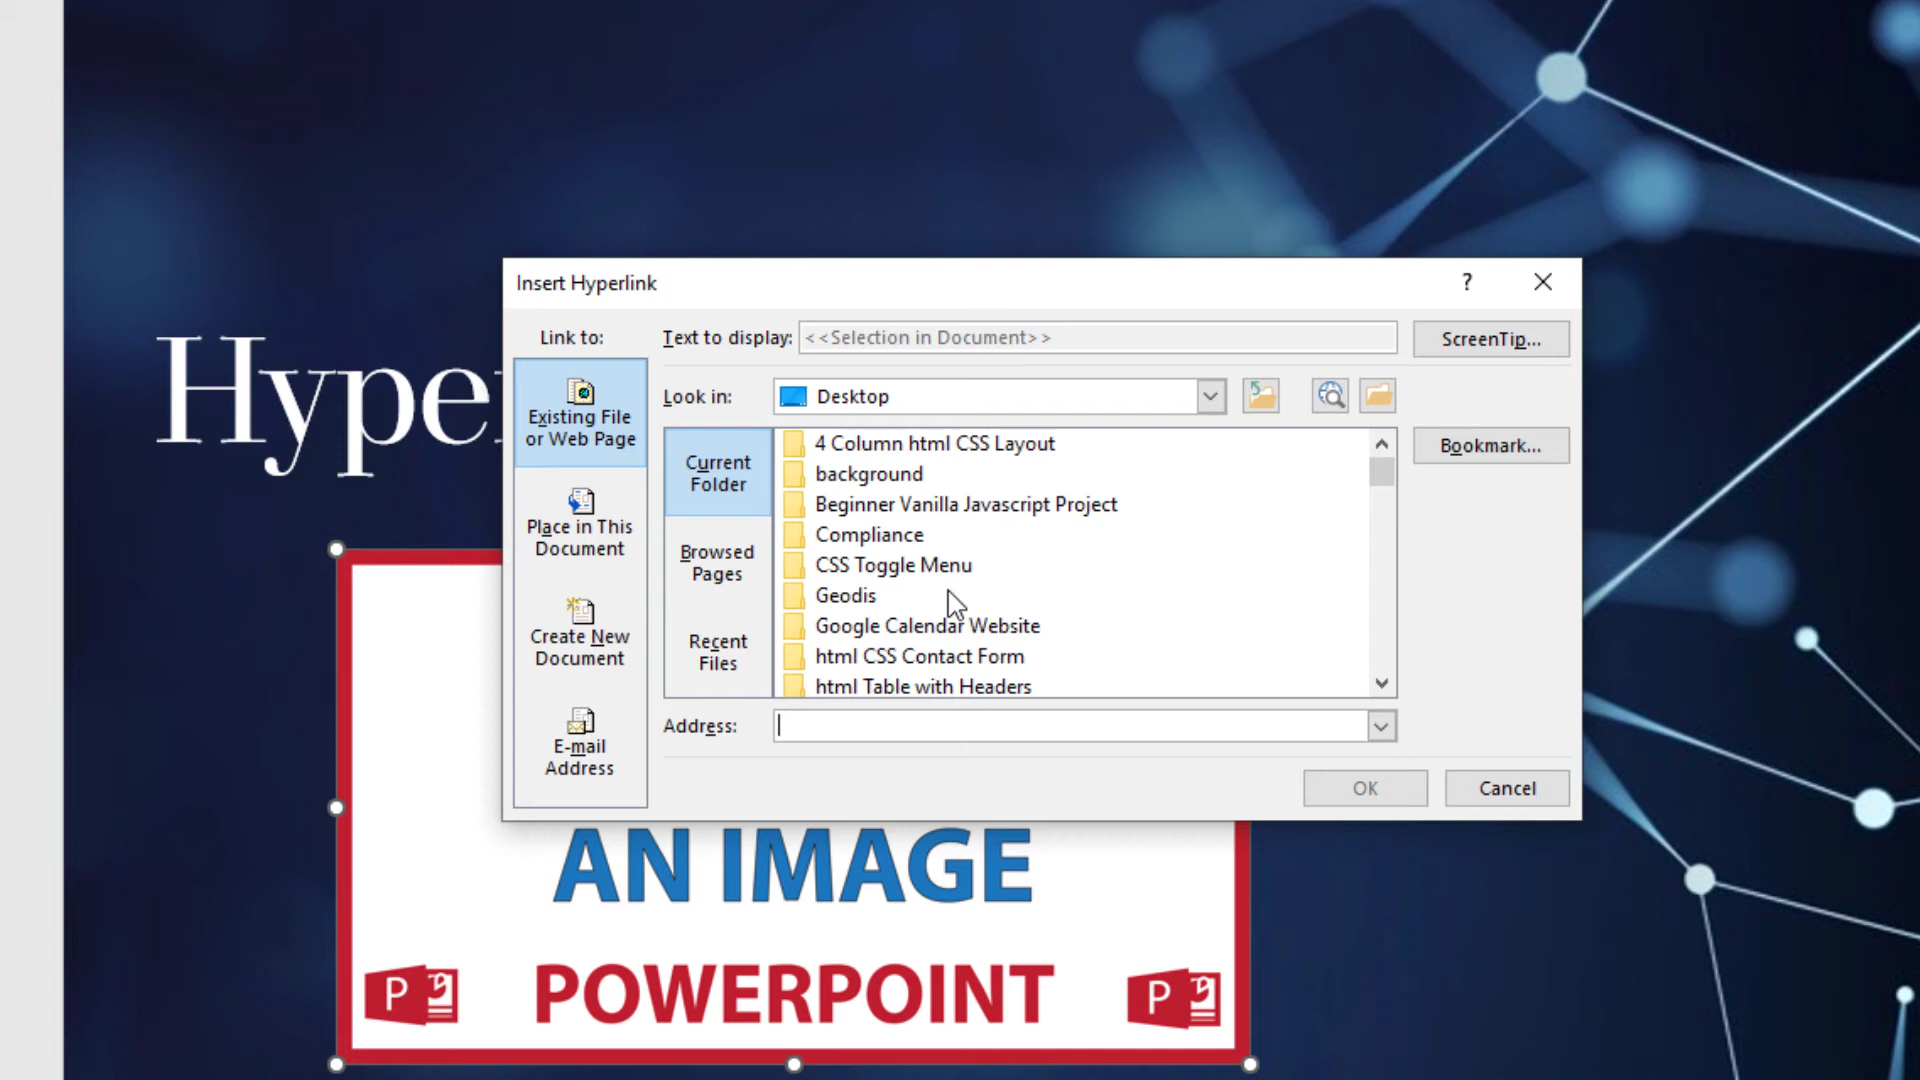 Insert Hyperlink
?
Link to:
Text to display: <<Selection in Document>>
ScreenTip...
Existing File
or Web Page
Look in: Desktop
Bookmark...
Current
Folder
4 Column html CSS Layout
background
Beginner Vanilla Javascript Project
Compliance
CSS Toggle Menu
Geodis
Google Calendar Website
html CSS Contact Form
html Table with Headers
Place in This
Document
Browsed
Pages
Create New
Document
Recent
Files
E-mail
Address
Address:
OK
Cancel
Hype
AN IMAGE
P POWERPOINT P